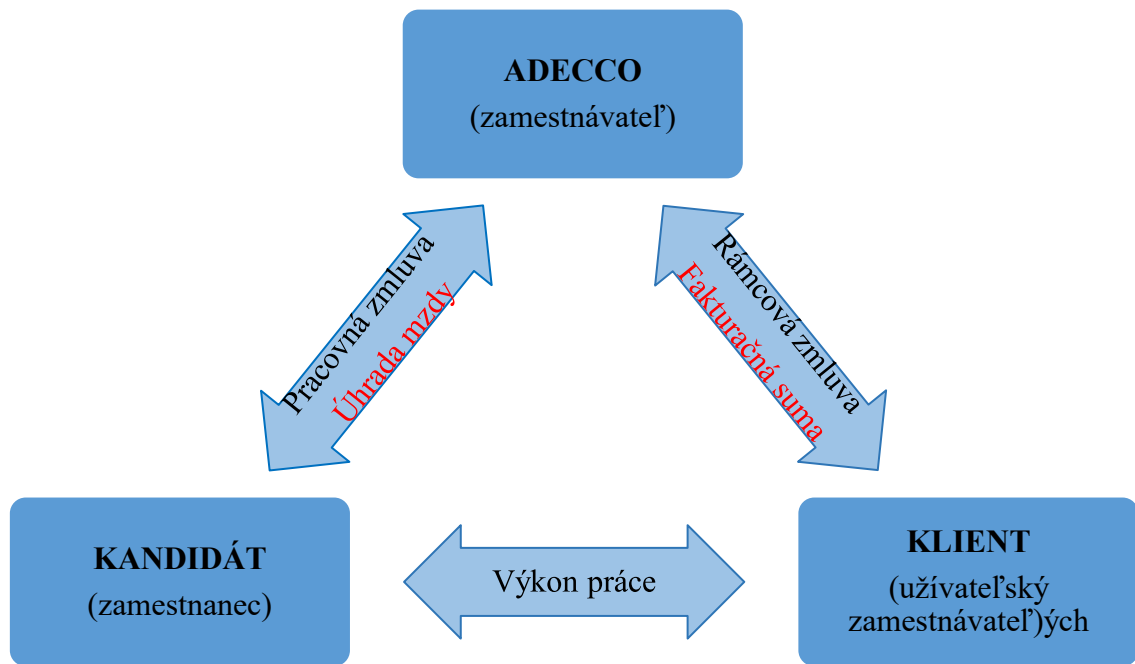 ADECCO
(zamestnávateľ)
Pracovná zmluva
Úhrada mzdy
Rámcová zmluva
Fakturačná suma
KANDIDÁT
(zamestnanec)
Výkon práce
KLIENT
(užívateľský
zamestnávateľ)ých